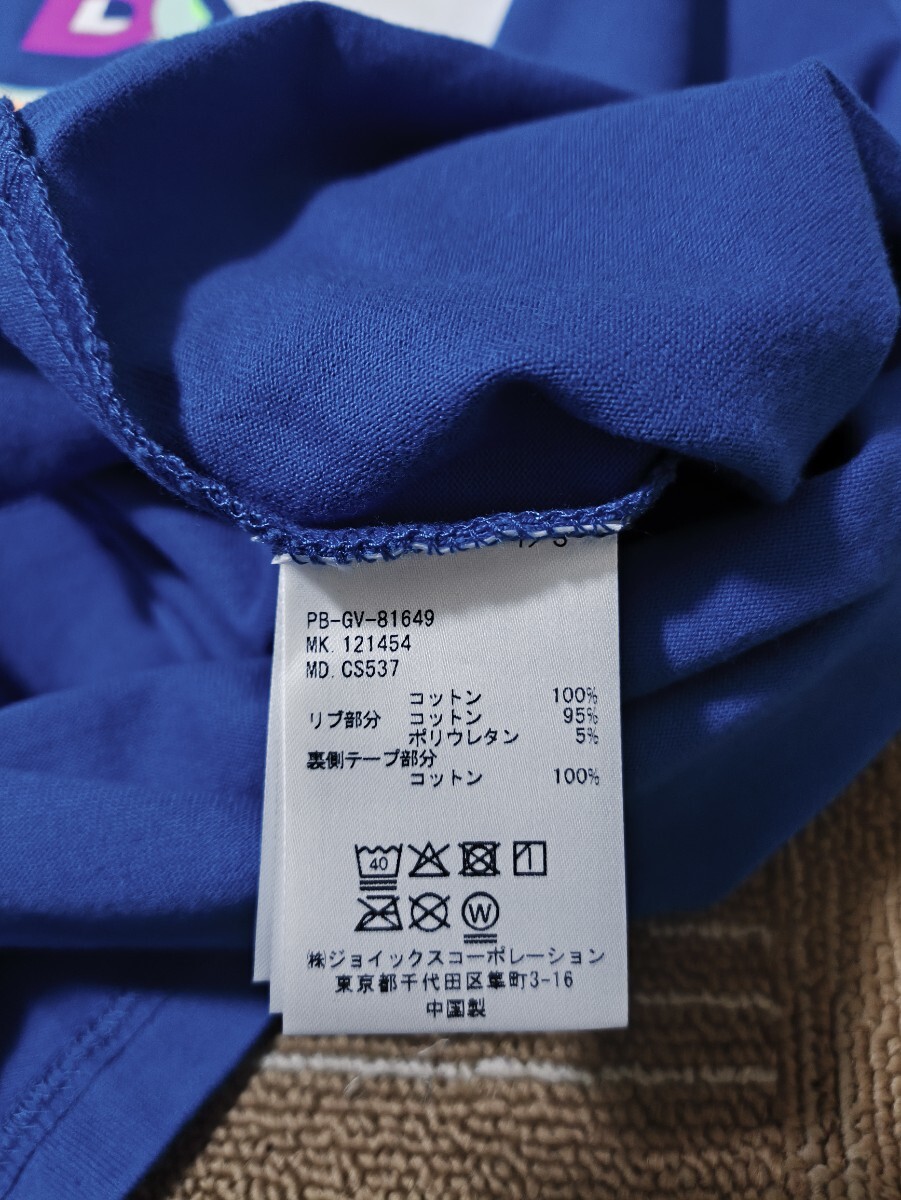 PB-GV-81649
MK. 121454
MD. CS537
コットン 100%
リブ部分 コットン 95%
ポリウレタン 5%
裏側テープ部分
コットン 100%
40
W
㈱ジョイックスコーポレーション
東京都千代田区隼町3-16
中国製